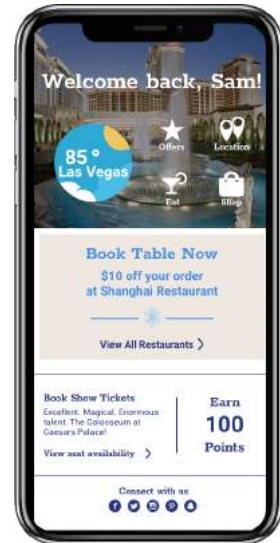 Welcome back, Sam!
Offers
Location
85°
Las Vegas
Eat
Shop
Book Table Now
$10 off your order
at Shanghai Restaurant
View All Restaurants
Book Show Tickets
Excellent. Magical. Enormous
talent. The Colosseum at
Caesars Palace!
View seat availability
Earn
100
Points
Connect with us